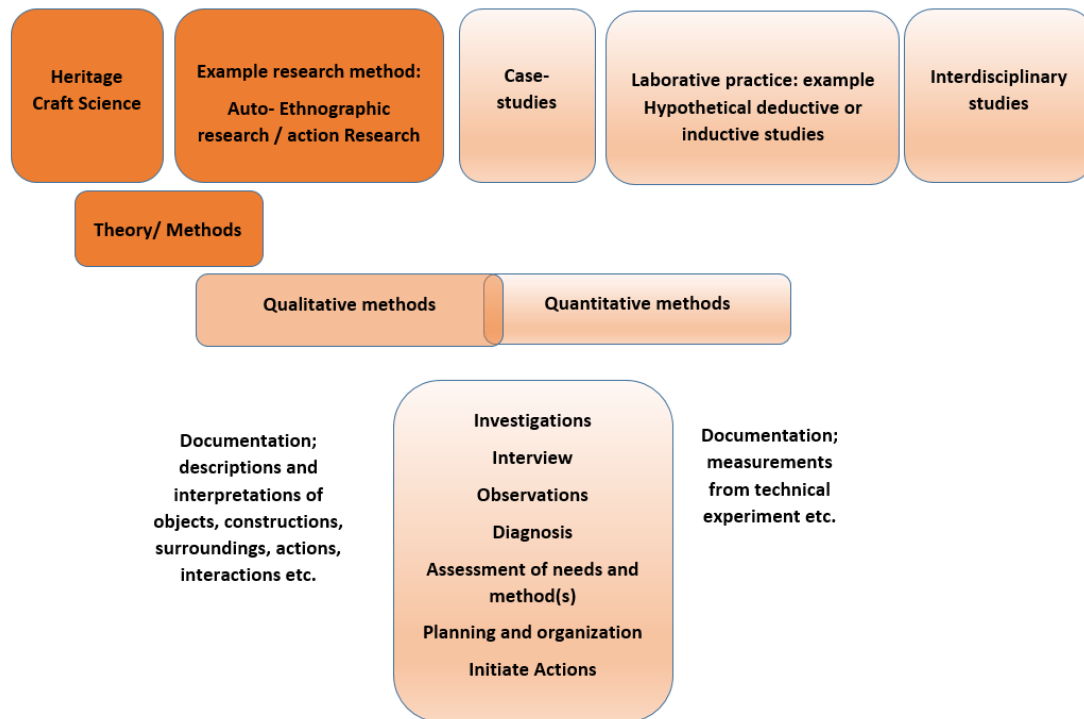 Heritage
Craft Science
Example research method:
Auto- Ethnographic
research / action Research
Case-
studies
Laborative practice: example
Hypothetical deductive or
inductive studies
Interdisciplinary
studies
Theory/ Methods
Qualitative methods
Quantitative methods
Documentation;
descriptions and
interpretations of
objects, constructions,
surroundings, actions,
interactions etc.
Investigations
Interview
Observations
Diagnosis
Assessment of needs and
method(s)
Planning and organization
Initiate Actions
Documentation;
measurements
from technical
experiment etc.